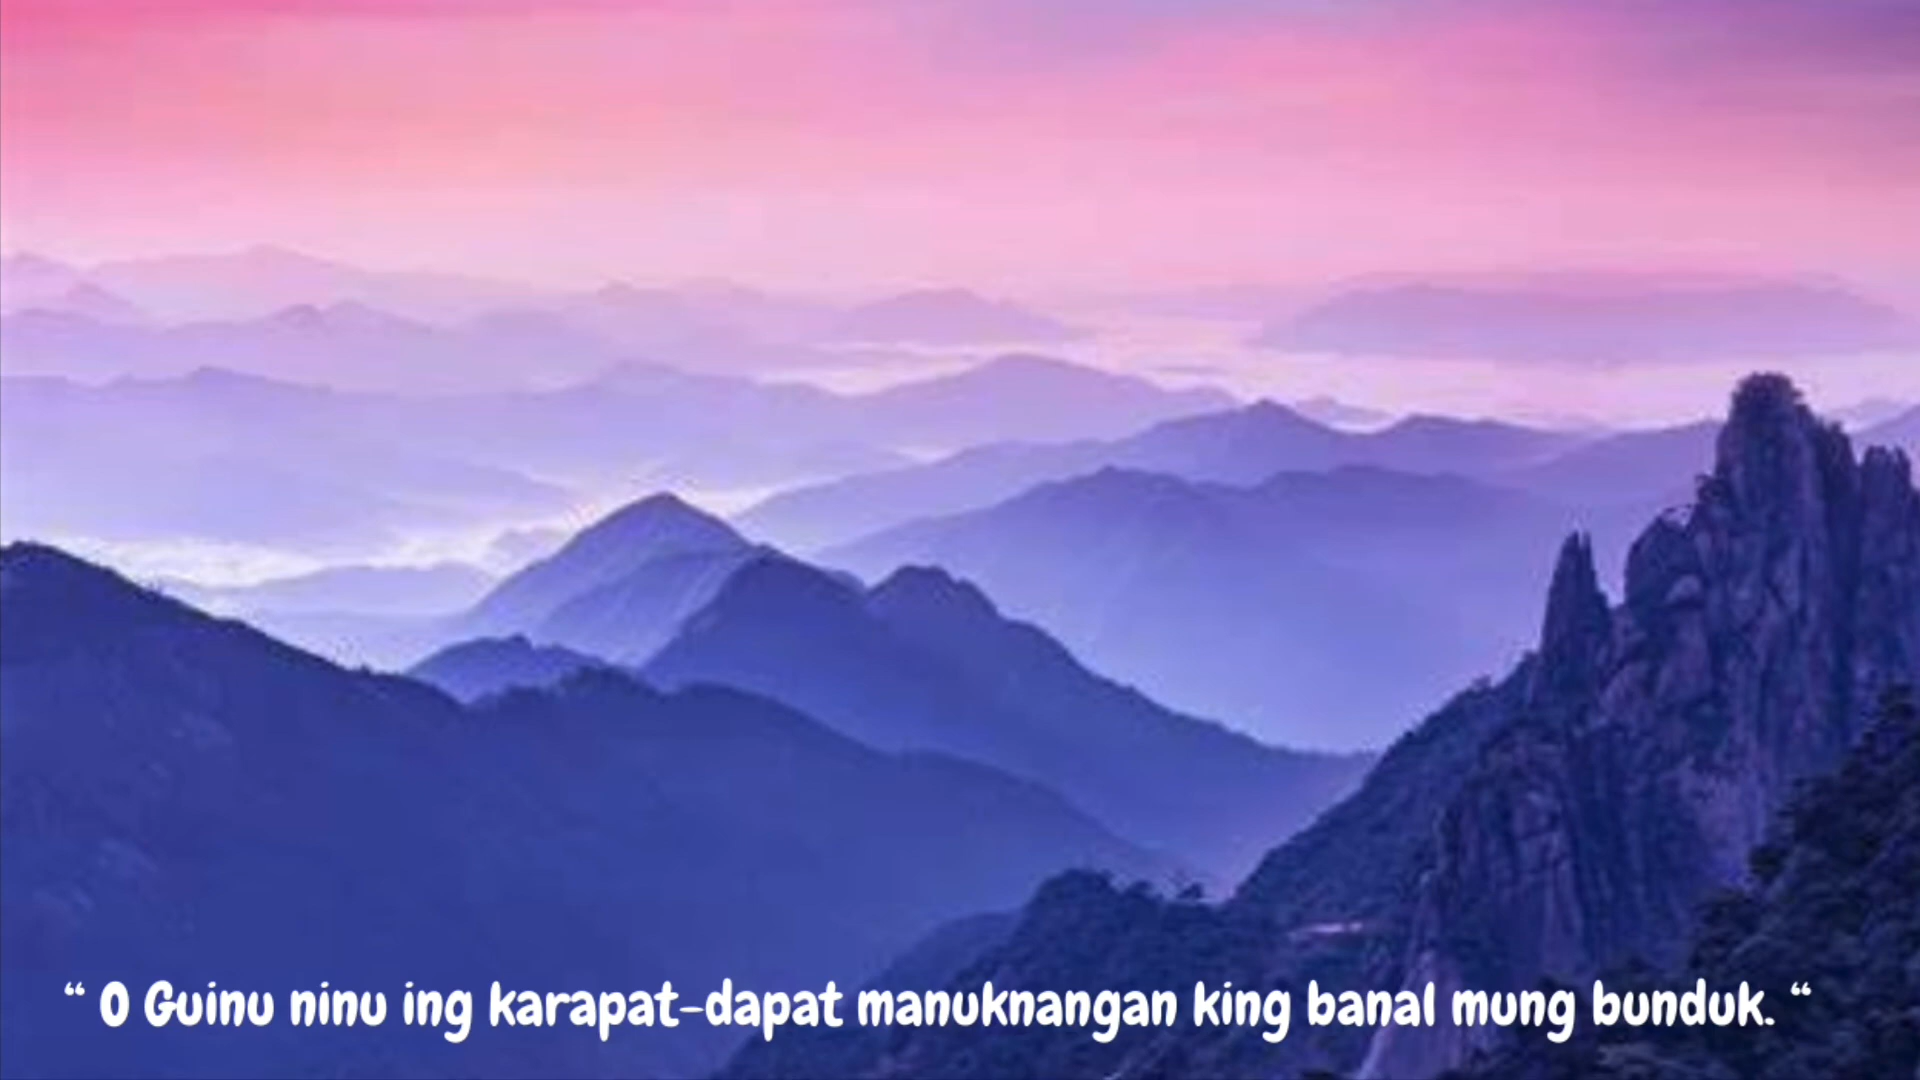 “ O Guinu ninu ing karapat-dapat manuknangan king banal mung bunduk. “